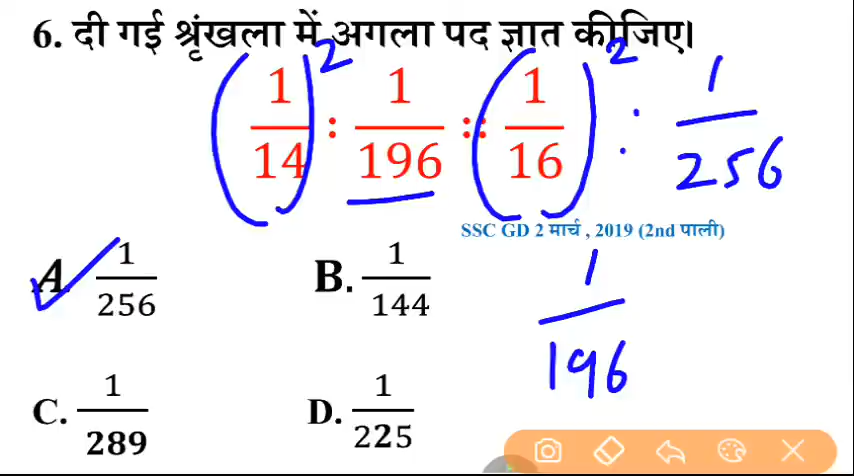 6. दी गई श्रृंखला में अगला पद ज्ञात कीजिए।
(1/14)² : 1/196 :: (1/16)² : 1/256
SSC GD 2 मार्च , 2019 (2nd पाली)
A. 1/256 B. 1/144
1/196
C. 1/289 D. 1/225